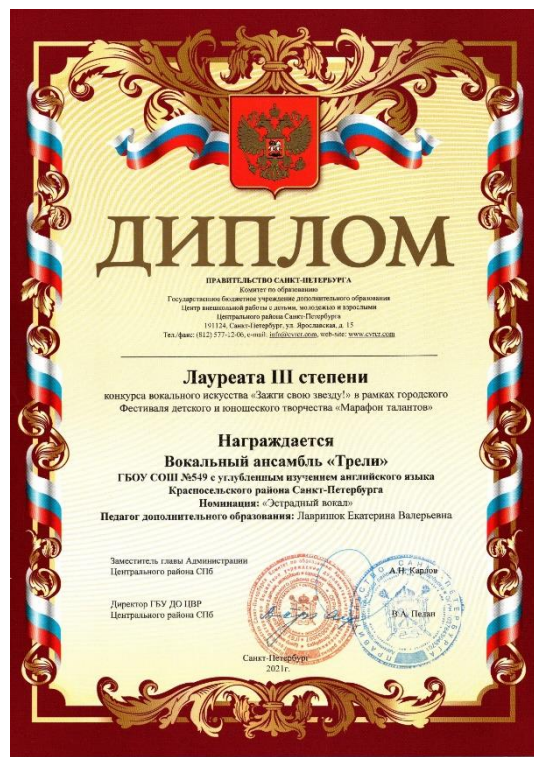 ДИПЛОМ
ПРАВИТЕЛЬСТВО САНКТ-ПЕТЕРБУРГА
Комитет по образованию
Государственное бюджетное учреждение дополнительного образования
Центр внешкольной работы с детьми, молодежью и взрослыми
Центрального района Санкт-Петербурга
191124, Санкт-Петербург, ул. Ярославская, д. 15
Тел./факс: (812) 577-12-06, e-mail: info@cvrcr.com, web-site: www.cvrcr.com
Лауреата III степени
конкурса вокального искусства «Зажги свою звезду!» в рамках городского
Фестиваля детского и юношеского творчества «Марафон талантов»
Награждается
Вокальный ансамбль «Трели»
ГБОУ СОШ №549 с углубленным изучением английского языка
Красносельского района Санкт-Петербурга
Номинация: «Эстрадный вокал»
Педагог дополнительного образования: Лавринюк Екатерина Валерьевна
Заместитель главы Администрации
Центрального района СПб
А.Н. Карлов
Директор ГБУ ДО ЦВР
Центрального района СПб
В.А. Педан
Санкт-Петербург
2021г.